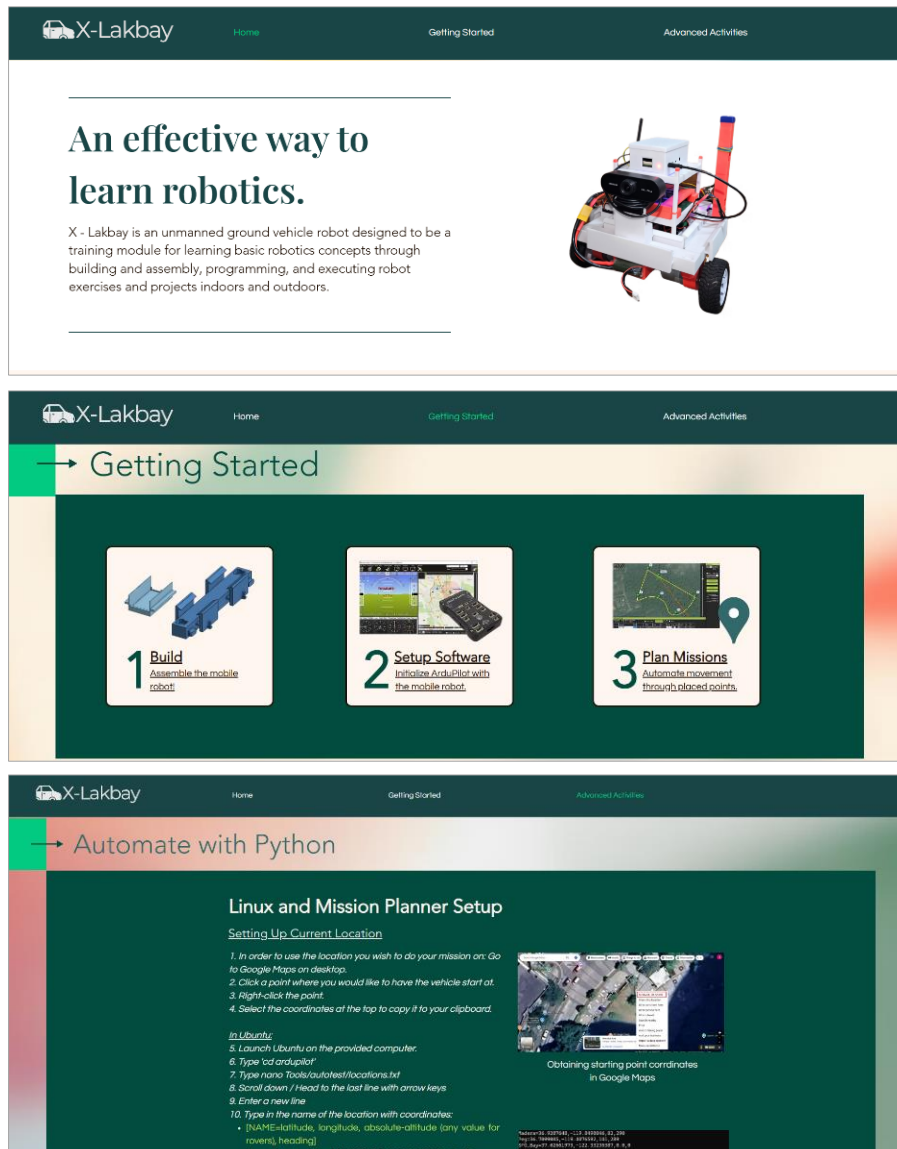 X-Lakbay
Home
Getting Started
Advanced Activities
An effective way to
learn robotics.
X - Lakbay is an unmanned ground vehicle robot designed to be a
training module for learning basic robotics concepts through
building and assembly, programming, and executing robot
exercises and projects indoors and outdoors.
X-Lakbay
Home
Getting Started
Advanced Activities
Getting Started
1
Build
Assemble the mobile
robot!
2
Setup Software
Initialize ArduPilot with
the mobile robot.
3
Plan Missions
Automate movement
through placed points.
X-Lakbay
Home
Getting Started
Advanced Activities
Automate with Python
Linux and Mission Planner Setup
Setting Up Current Location
1. In order to use the location you wish to do your mission on: Go
to Google Maps on desktop.
2. Click a point where you would like to have the vehicle start at.
3. Right-click the point.
4. Select the coordinates at the top to copy it to your clipboard.
In Ubuntu:
5. Launch Ubuntu on the provided computer.
6. Type 'cd ardupilot'
7. Type nano Tools/autotest/locations.txt
8. Scroll down / Head to the last line with arrow keys
9. Enter a new line
10. Type in the name of the location with coordinates:
• [NAME=latitude, longitude, absolute-altitude (any value for
rovers), heading]
Obtaining starting point corrdinates
in Google Maps